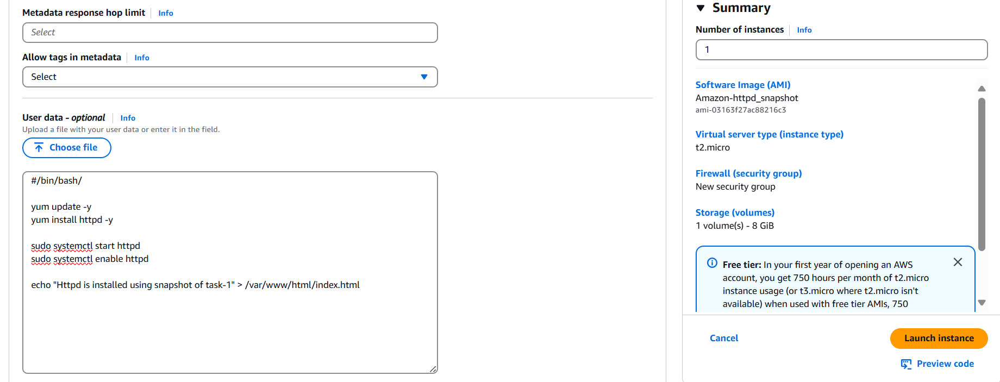 Metadata response hop limit Info
Select
Allow tags in metadata Info
Select
User data - optional Info
Upload a file with your user data or enter it in the field.
Choose file
#/bin/bash/
yum update -y
yum install httpd -y
sudo systemctl start httpd
sudo systemctl enable httpd
echo "Httpd is installed using snapshot of task-1" > /var/www/html/index.html
Summary
Number of instances Info
1
Software Image (AMI)
Amazon-httpd_snapshot
ami-03163f27ac88216c3
Virtual server type (instance type)
t2.micro
Firewall (security group)
New security group
Storage (volumes)
1 volume(s) - 8 GiB
Free tier: In your first year of opening an AWS
account, you get 750 hours per month of t2.micro
instance usage (or t3.micro where t2.micro isn't
available) when used with free tier AMIs, 750
Cancel
Launch instance
Preview code